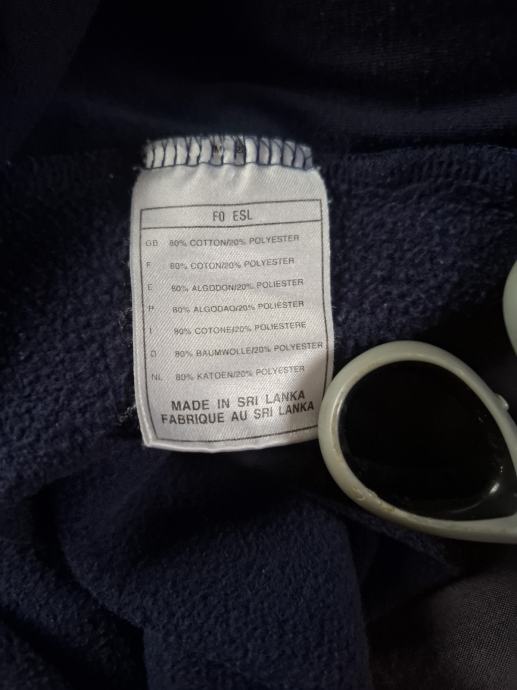 FO ESL
GB 80% COTTON/20% POLYESTER
F 80% COTON/20% POLYESTER
E 80% ALGODON/20% POLIESTER
P 80% ALGODAO/20% POLIESTER
I 80% COTONE/20% POLIESTERE
D 80% BAUMWOLLE/20% POLYESTER
NL 80% KATOEN/20% POLYESTER
MADE IN SRI LANKA
FABRIQUE AU SRI LANKA